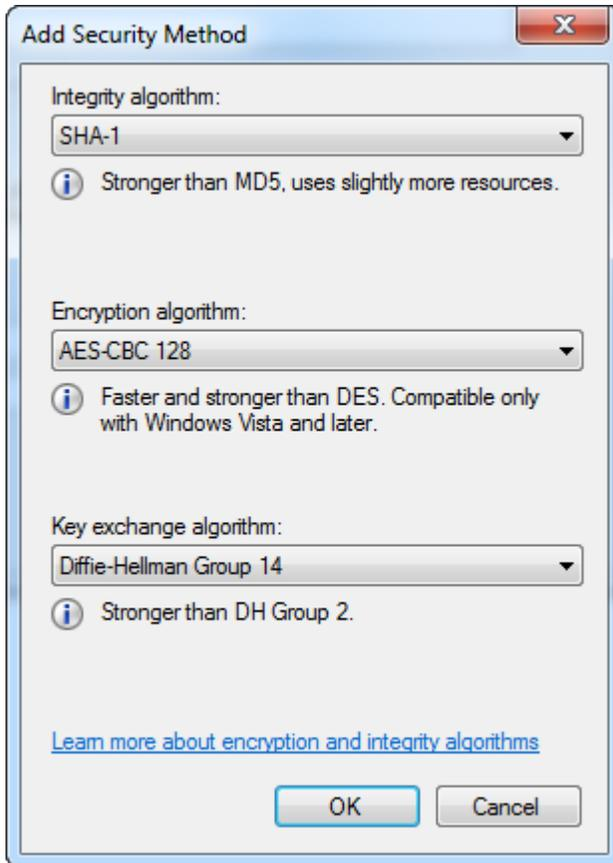 Add Security Method
Integrity algorithm:
SHA-1
Stronger than MD5, uses slightly more resources.
Encryption algorithm:
AES-CBC 128
Faster and stronger than DES. Compatible only
with Windows Vista and later.
Key exchange algorithm:
Diffie-Hellman Group 14
Stronger than DH Group 2.
Learn more about encryption and integrity algorithms
OK Cancel